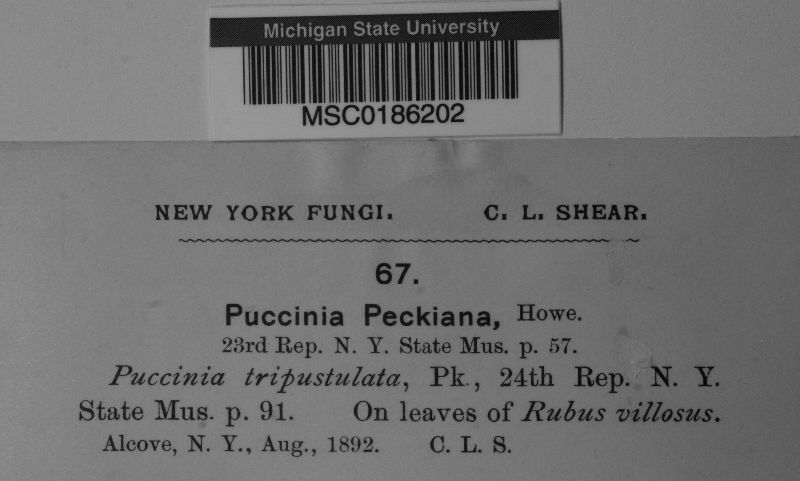 Michigan State University
MSC0186202
NEW YORK FUNGI. C. L. SHEAR.
67.
Puccinia Peckiana, Howe.
23rd Rep. N. Y. State Mus. p. 57.
Puccinia tripustulata, Pk., 24th Rep. N. Y.
State Mus. p. 91. On leaves of Rubus villosus.
Alcove, N. Y., Aug., 1892. C. L. S.